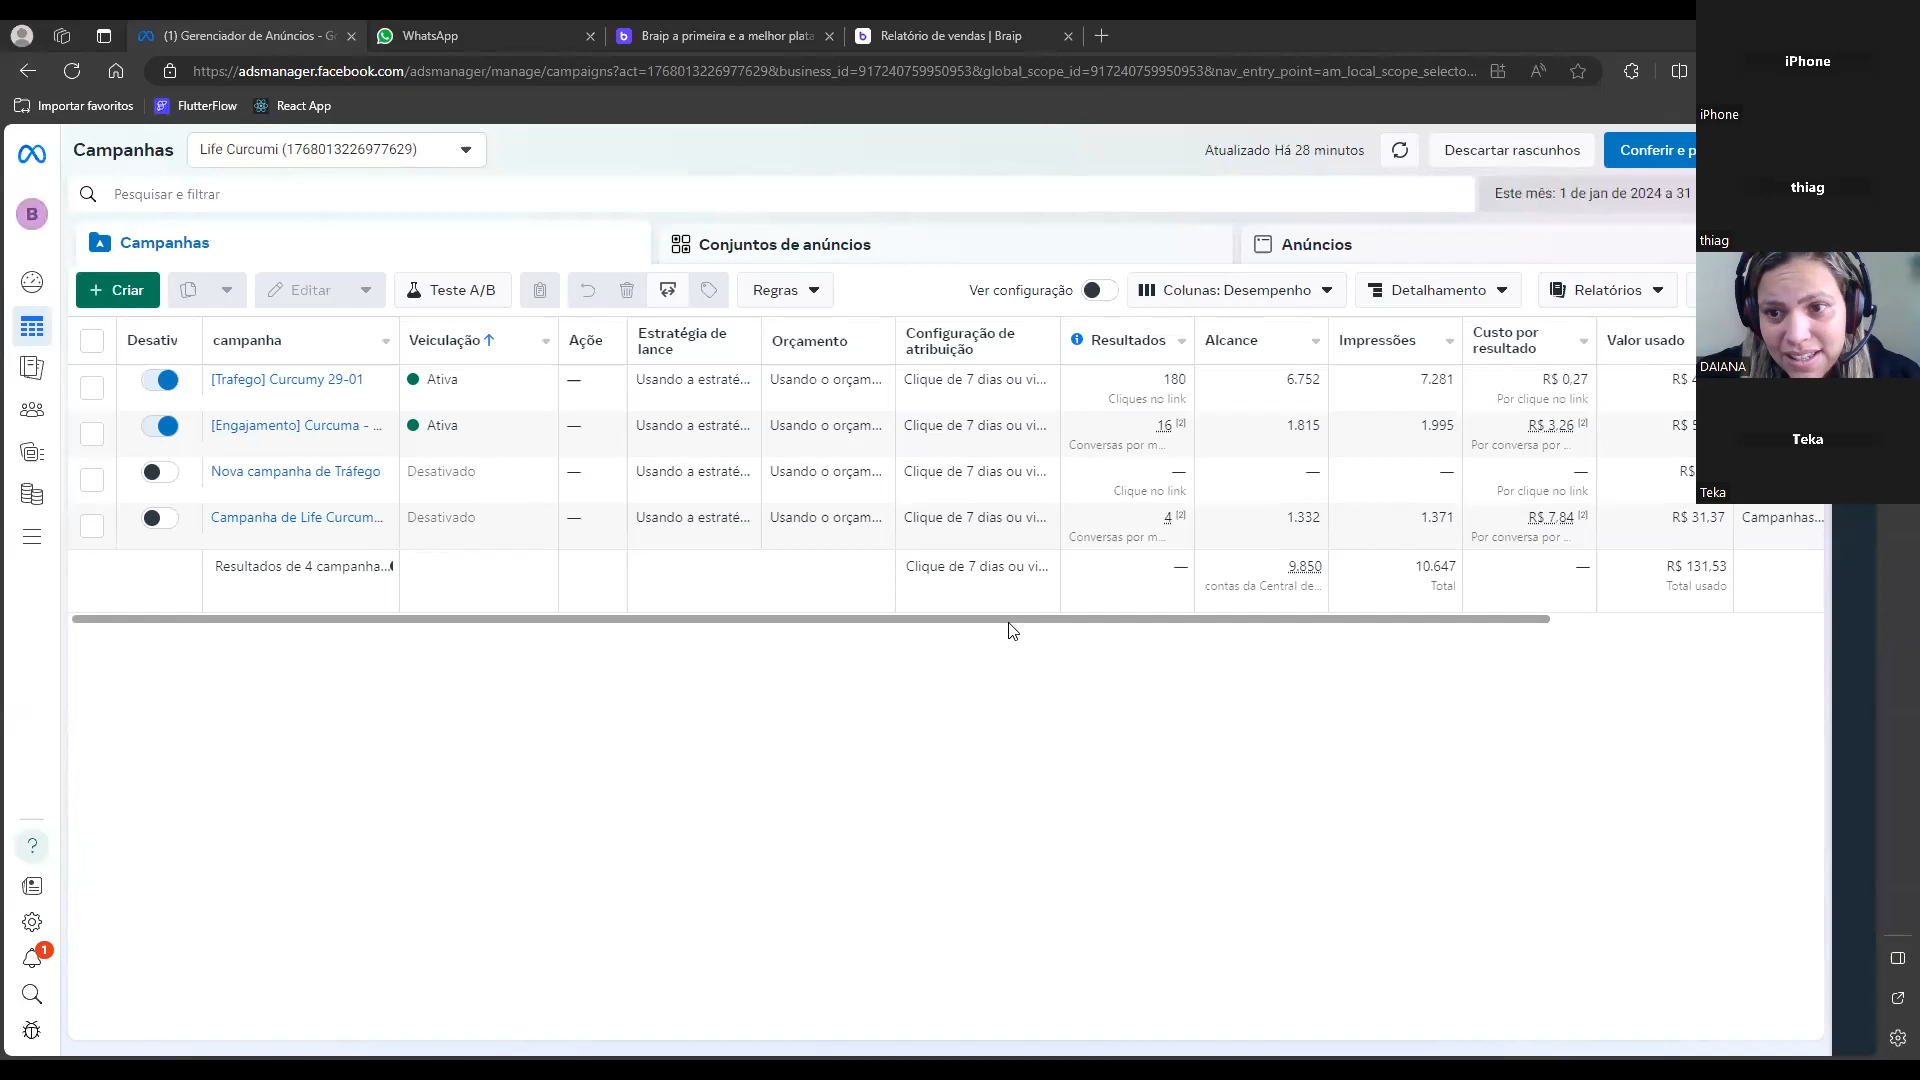 (1) Gerenciador de Anúncios - G
WhatsApp
Braip a primeira e a melhor plata
Relatório de vendas | Braip
https://adsmanager.facebook.com/adsmanager/manage/campaigns?act=1768013226977629&business_id=917240759950953&global_scope_id=917240759950953&nav_entry_point=am_local_scope_selecto...
Importar favoritos
FlutterFlow
React App
iPhone
iPhone
thiag
thiag
DAIANA
Teka
Teka
Campanhas
Life Curcumi (1768013226977629)
Atualizado Há 28 minutos
Descartar rascunhos
Conferir e p
B
Pesquisar e filtrar
Este mês: 1 de jan de 2024 a 31
Campanhas
Conjuntos de anúncios
Anúncios
+ Criar
Editar
Teste A/B
Regras
Ver configuração
Colunas: Desempenho
Detalhamento
Relatórios
Desativ
campanha
Veiculação
Açõe
Estratégia de lance
Orçamento
Configuração de atribuição
Resultados
Alcance
Impressões
Custo por resultado
Valor usado
[Trafego] Curcumy 29-01
Ativa
—
Usando a estraté...
Usando o orçam...
Clique de 7 dias ou vi...
180
Cliques no link
6.752
7.281
R$ 0,27
Por clique no link
R$ 4
[Engajamento] Curcuma - ...
Ativa
—
Usando a estraté...
Usando o orçam...
Clique de 7 dias ou vi...
16 [2]
Conversas por m...
1.815
1.995
R$ 3,26 [2]
Por conversa por ...
R$ 5
Nova campanha de Tráfego
Desativado
—
Usando a estraté...
Usando o orçam...
Clique de 7 dias ou vi...
—
Clique no link
—
—
—
Por clique no link
R$
Campanha de Life Curcum...
Desativado
—
Usando a estraté...
Usando o orçam...
Clique de 7 dias ou vi...
4 [2]
Conversas por m...
1.332
1.371
R$ 7,84 [2]
Por conversa por ...
R$ 31,37
Campanhas...
Resultados de 4 campanha...
Clique de 7 dias ou vi...
—
9.850
contas da Central de...
10.647
Total
—
R$ 131,53
Total usado
?
1